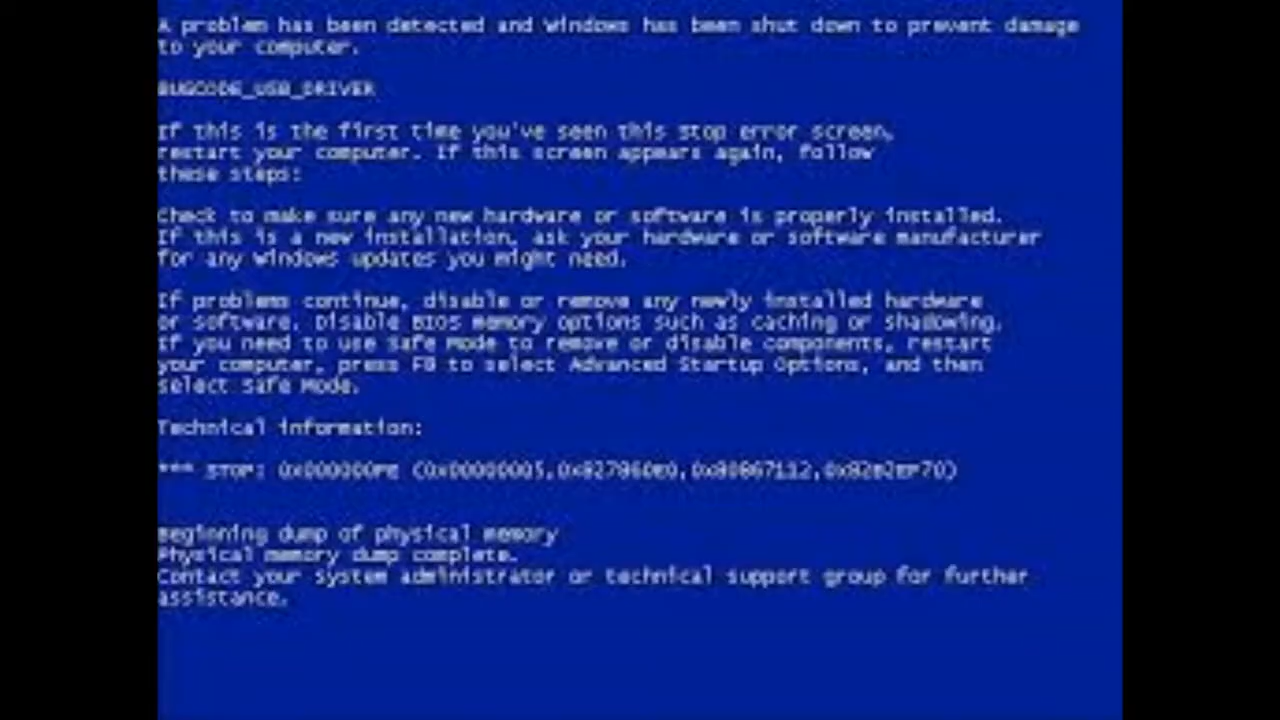 A problem has been detected and Windows has been shut down to prevent damage
to your computer.
BUGCODE_USB_DRIVER
If this is the first time you've seen this stop error screen,
restart your computer. If this screen appears again, follow
these steps:
Check to make sure any new hardware or software is properly installed.
If this is a new installation, ask your hardware or software manufacturer
for any Windows updates you might need.
If problems continue, disable or remove any newly installed hardware
or software. Disable BIOS memory options such as caching or shadowing.
If you need to use Safe Mode to remove or disable components, restart
your computer, press F8 to select Advanced Startup Options, and then
select Safe Mode.
Technical information:
*** STOP: 0x000000FE (0x00000005,
Beginning dump of physical memory
Physical memory dump complete.
Contact your system administrator or technical support group for further
assistance.